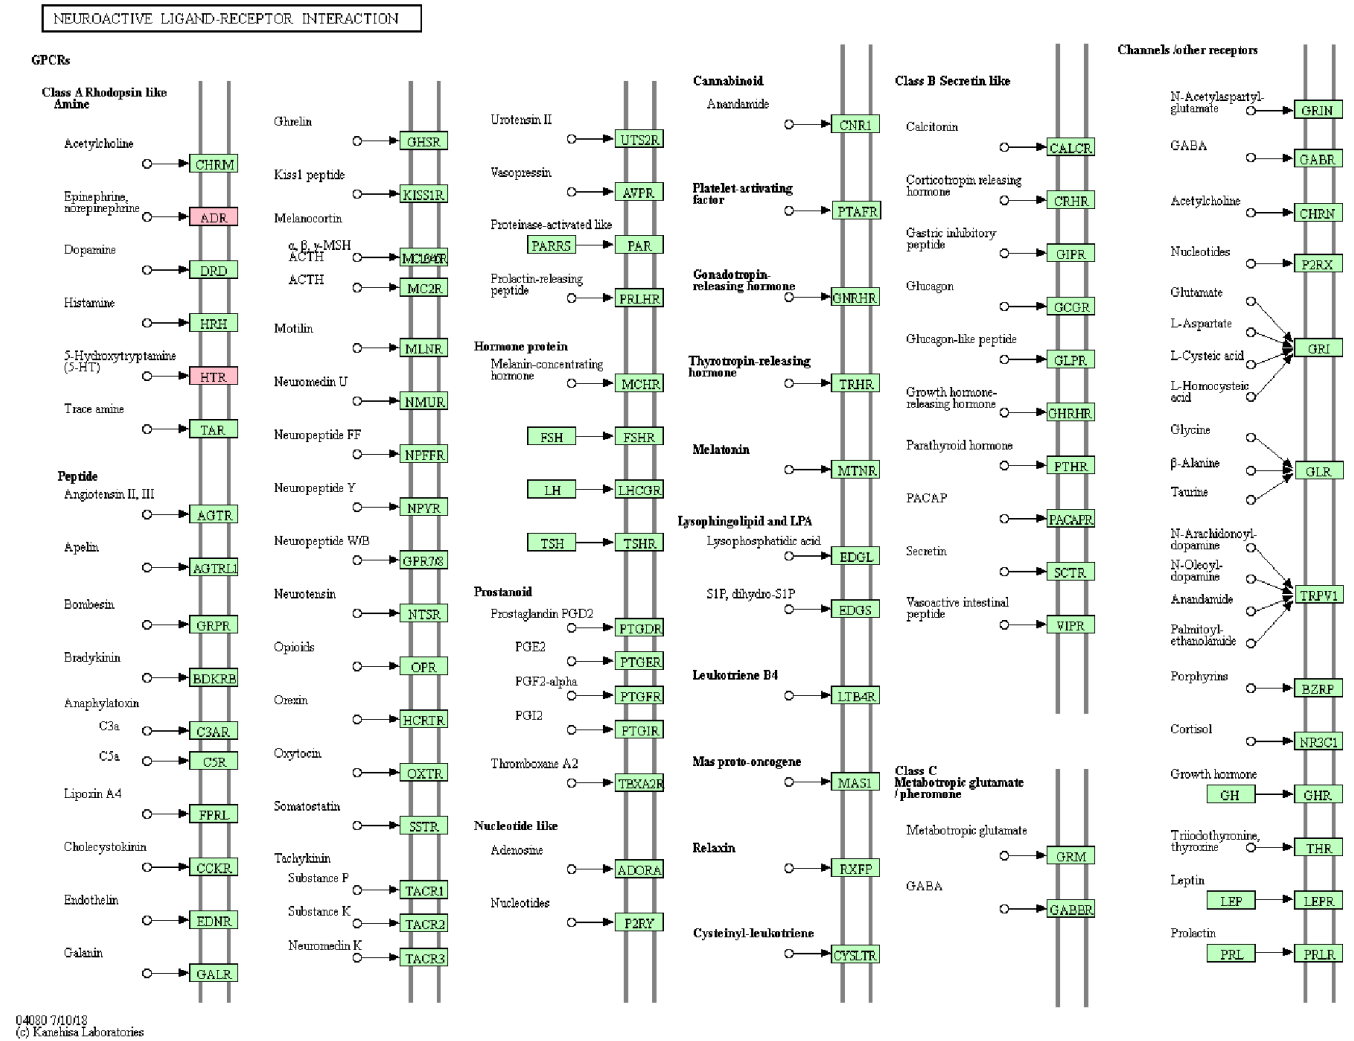 NEUROACTIVE LIGAND-RECEPTOR INTERACTION
GPCRs
Class A Rhodopsin like
Amine
Acetylcholine
CHRM
Epinephrine,
norepinephrine
ADR
Dopamine
DRD
Histamine
HRH
5-Hydroxytryptamine
(5-HT)
HTR
Trace amine
TAR
Peptide
Angiotensin II, III
AGTR
Apelin
AGTRL1
Bombesin
GRPR
Bradykinin
BDKRB
Anaphylatoxin
C3a
C3AR
C5a
C5R
Lipoxin A4
FPRL
Cholecystokinin
CCKR
Endothelin
EDNR
Galanin
GALR
Ghrelin
GHSR
Kiss1 peptide
KISS1R
Melanocortin
α, β, γ-MSH
ACTH
ACTH
MC2R
Motilin
MLNR
Neuromedin U
NMUR
Neuropeptide FF
NPFFR
Neuropeptide Y
NPYR
Neuropeptide W/B
GPR7/8
Neurotensin
NTSR
Opioids
OPR
Orexin
HCRTR
Oxytocin
OXTR
Somatostatin
SSTR
Tachykinin
Substance P
TACR1
Substance K
TACR2
Neuromedin K
TACR3
Urotensin II
UTS2R
Vasopressin
AVPR
Proteinase-activated like
PARRS
PAR
Prolactin-releasing
peptide
PRLHR
Hormone protein
Melanin-concentrating
hormone
MCHR
FSH
FSHR
LH
LHCGR
TSH
TSHR
Prostanoid
Prostaglandin PGD2
PTGDR
PGE2
PTGER
PGF2-alpha
PTGFR
PGI2
PTGIR
Thromboxane A2
TBXA2R
Nucleotide like
Adenosine
ADORA
Nucleotides
P2RY
Cannabinoid
Anandamide
CNR1
Platelet-activating
factor
PTAFR
Gonadotropin-
releasing hormone
GNRHR
Thyrotropin-releasing
hormone
TRHR
Melatonin
MTNR
Lysophingolipid and LPA
Lysophosphatidic acid
EDGL
S1P, dihydro-S1P
EDGS
Leukotriene B4
LTB4R
Mas proto-oncogene
MAS1
Relaxin
RXFP
Cysteinyl-leukotriene
CYSLTR
Class B Secretin like
Calcitonin
CALCR
Corticotropin releasing
hormone
CRHR
Gastric inhibitory
peptide
GIPR
Glucagon
GCGR
Glucagon-like peptide
GLPR
Growth hormone-
releasing hormone
GHRHR
Parathyroid hormone
PTHR
PACAP
PACAPR
Secretin
SCTR
Vasoactive intestinal
peptide
VIPR
Class C
Metabotropic glutamate
/ pheromone
Metabotropic glutamate
GRM
GABA
GABBR
Channels /other receptors
N-Acetylaspartyl-
glutamate
GRIN
GABA
GABR
Acetylcholine
CHRN
Nucleotides
P2RX
Glutamate
L-Aspartate
L-Cysteic acid
L-Homocysteic
acid
GRI
Glycine
β-Alanine
Taurine
GLR
N-Arachidonoyl-
dopamine
N-Oleoyl-
dopamine
Anandamide
Palmitoyl-
ethanolamide
TRPV1
Porphyrins
BZRP
Cortisol
NR3C1
Growth hormone
GH
GHR
Triiodothyronine,
thyroxine
THR
Leptin
LEP
LEPR
Prolactin
PRL
PRLR
04080 7/10/18
(c) Kanehisa Laboratories